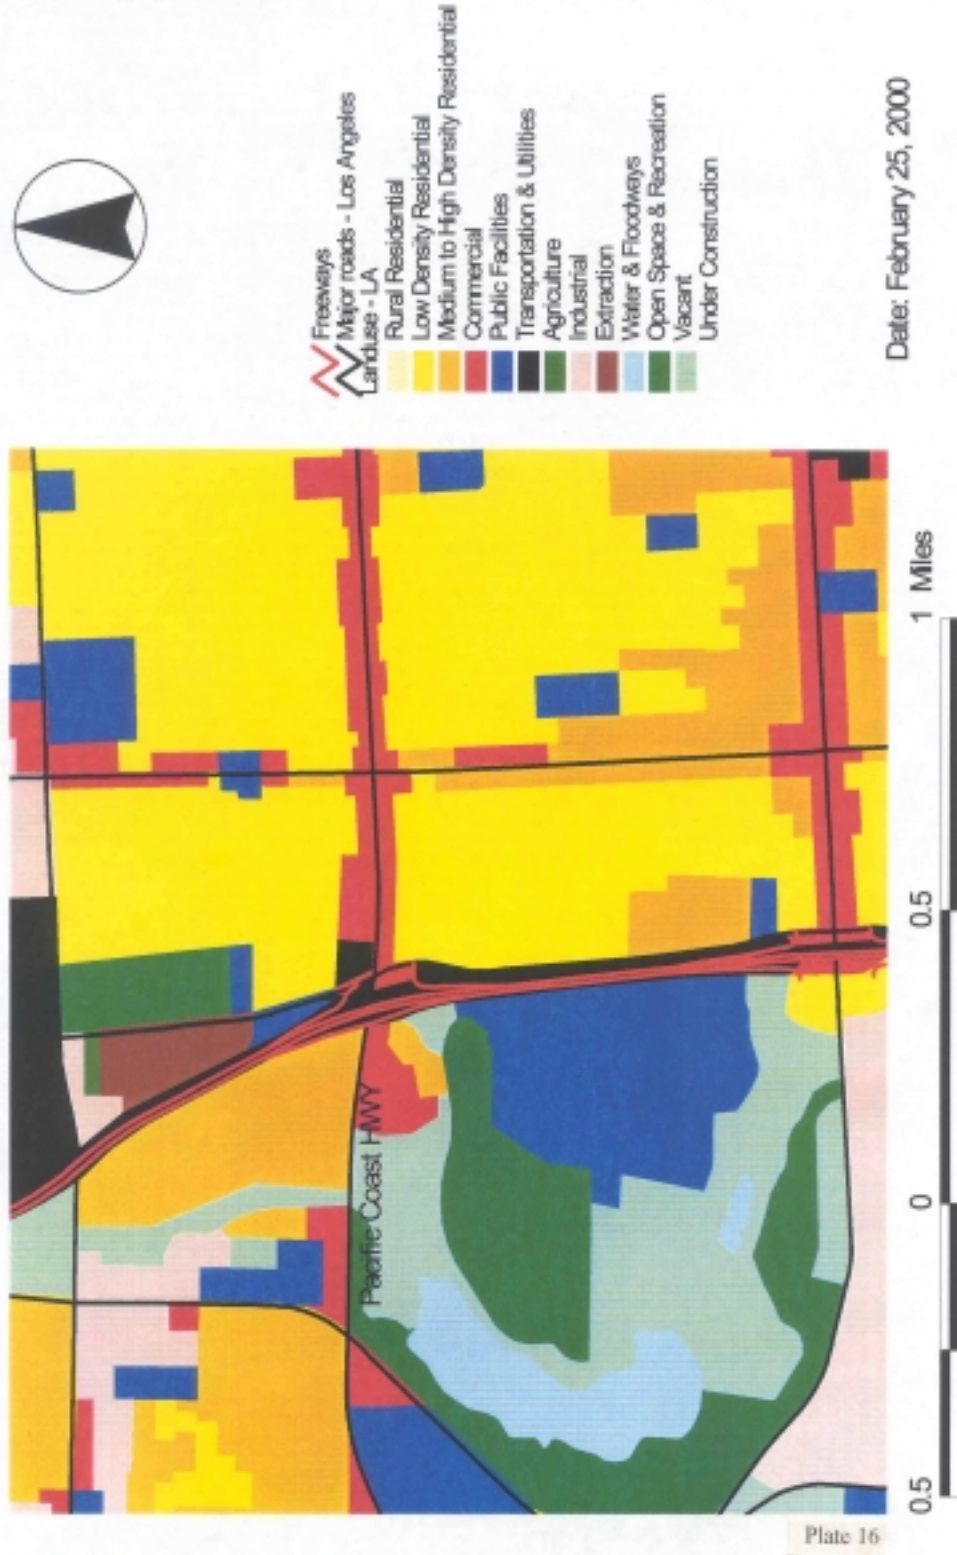 Freeways
Major roads - Los Angeles
Landuse - LA
Rural Residential
Low Density Residential
Medium to High Density Residential
Commercial
Public Facilities
Transportation & Utilities
Agriculture
Industrial
Extraction
Water & Floodways
Open Space & Recreation
Vacant
Under Construction
Date: February 25, 2000
Pacific Coast HWY
0.5 0 0.5 1 Miles
Plate 16